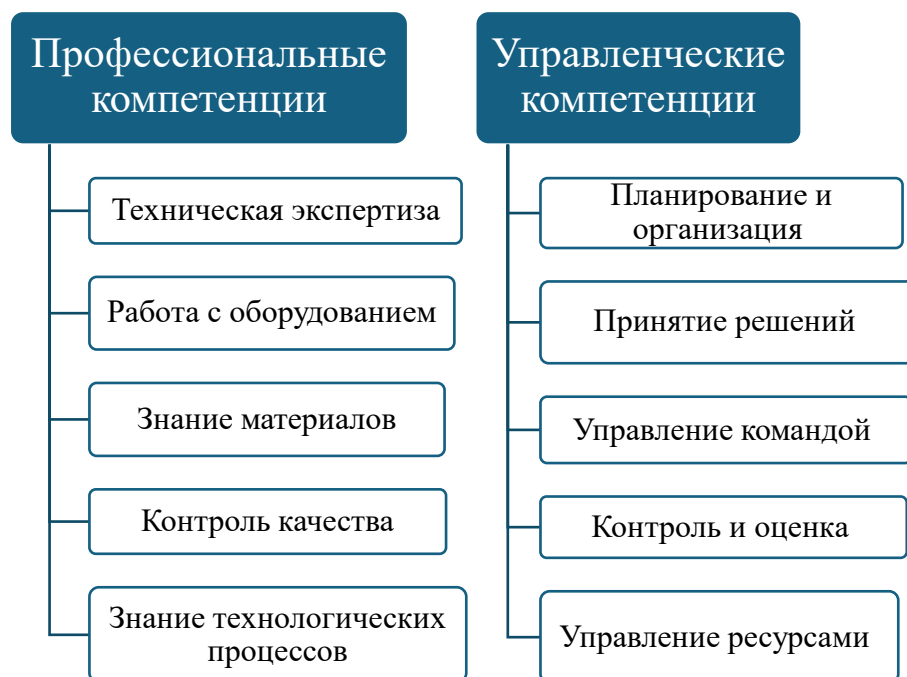 Профессиональные
компетенции
Техническая экспертиза
Работа с оборудованием
Знание материалов
Контроль качества
Знание технологических
процессов
Управленческие
компетенции
Планирование и
организация
Принятие решений
Управление командой
Контроль и оценка
Управление ресурсами